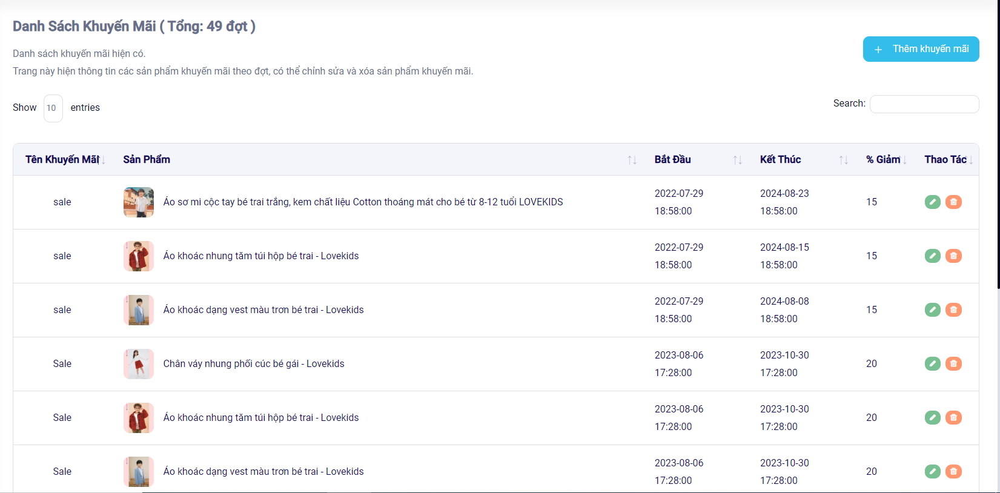 Danh Sách Khuyến Mãi ( Tổng: 49 đợt )
Danh sách khuyến mãi hiện có.
Trang này hiện thông tin các sản phẩm khuyến mãi theo đợt, có thể chỉnh sửa và xóa sản phẩm khuyến mãi.
+ Thêm khuyến mãi
Show 10 entries
Search:
Tên Khuyến Mãi Sản Phẩm Bắt Đầu Kết Thúc % Giảm Thao Tác
sale Áo sơ mi cộc tay bé trai trắng, kem chất liệu Cotton thoáng mát cho bé từ 8-12 tuổi LOVEKIDS 2022-07-29 2024-08-23 15
18:58:00 18:58:00
sale Áo khoác nhung tăm túi hộp bé trai - Lovekids 2022-07-29 2024-08-15 15
18:58:00 18:58:00
sale Áo khoác dạng vest màu trơn bé trai - Lovekids 2022-07-29 2024-08-08 15
18:58:00 18:58:00
Sale Chân váy nhung phối cúc bé gái - Lovekids 2023-08-06 2023-10-30 20
17:28:00 17:28:00
Sale Áo khoác nhung tăm túi hộp bé trai - Lovekids 2023-08-06 2023-10-30 20
17:28:00 17:28:00
Sale Áo khoác dạng vest màu trơn bé trai - Lovekids 2023-08-06 2023-10-30 20
17:28:00 17:28:00